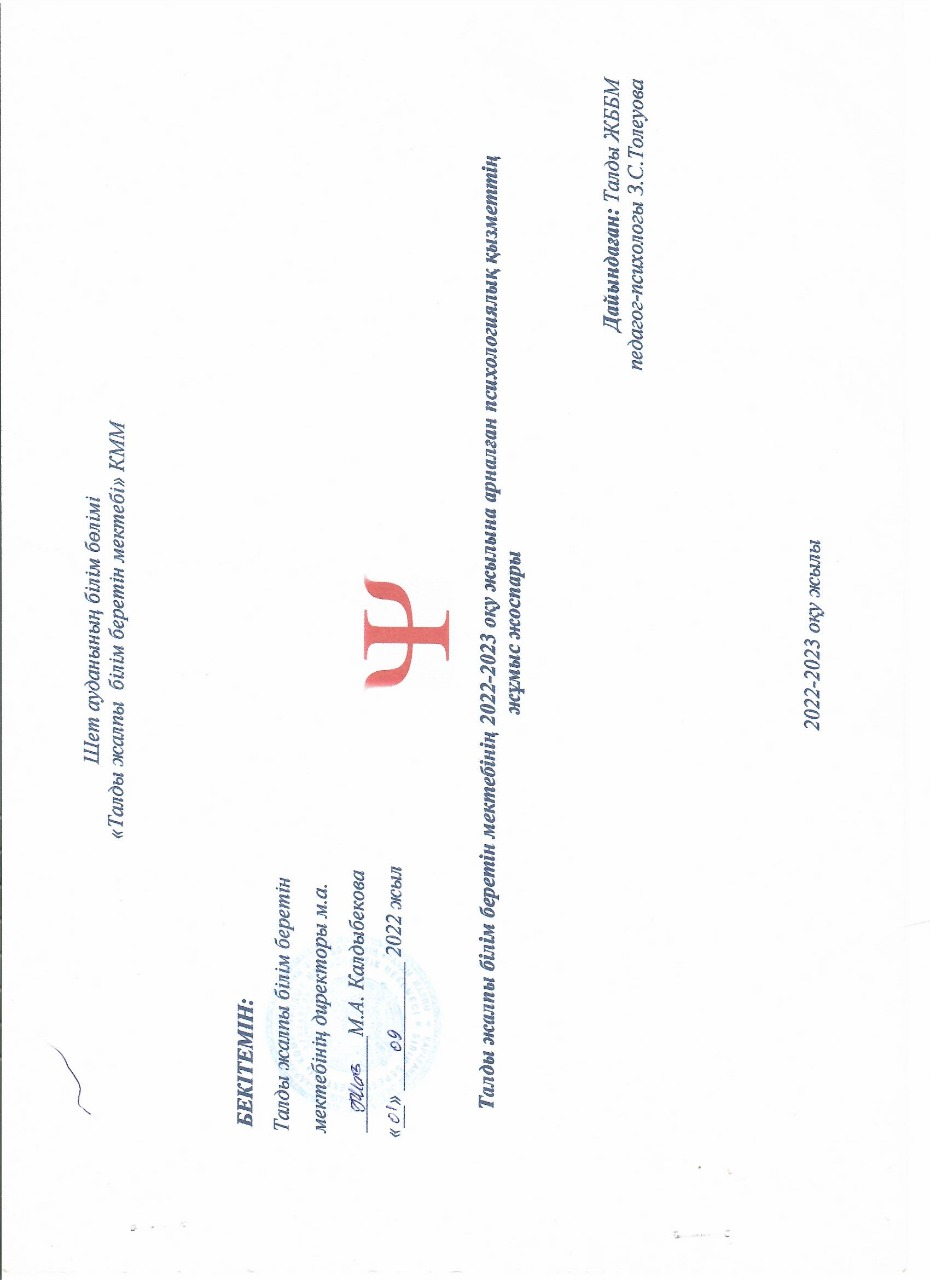 Шет ауданының білім бөлімі
«Талды жалпы білім беретін мектебі» КММ
БЕКІТЕМІН:
Талды жалпы білім беретін
мектебінің директоры м.а.
М.А. Калдыбекова
«01» 09 2022 жыл
Ψ
Талды жалпы білім беретін мектебінің 2022-2023 оқу жылына арналған психологиялық қызметтің
жұмыс жоспары
Дайындаған: Талды ЖББМ
педагог-психологы З.С.Толеуова
2022-2023 оқу жылы